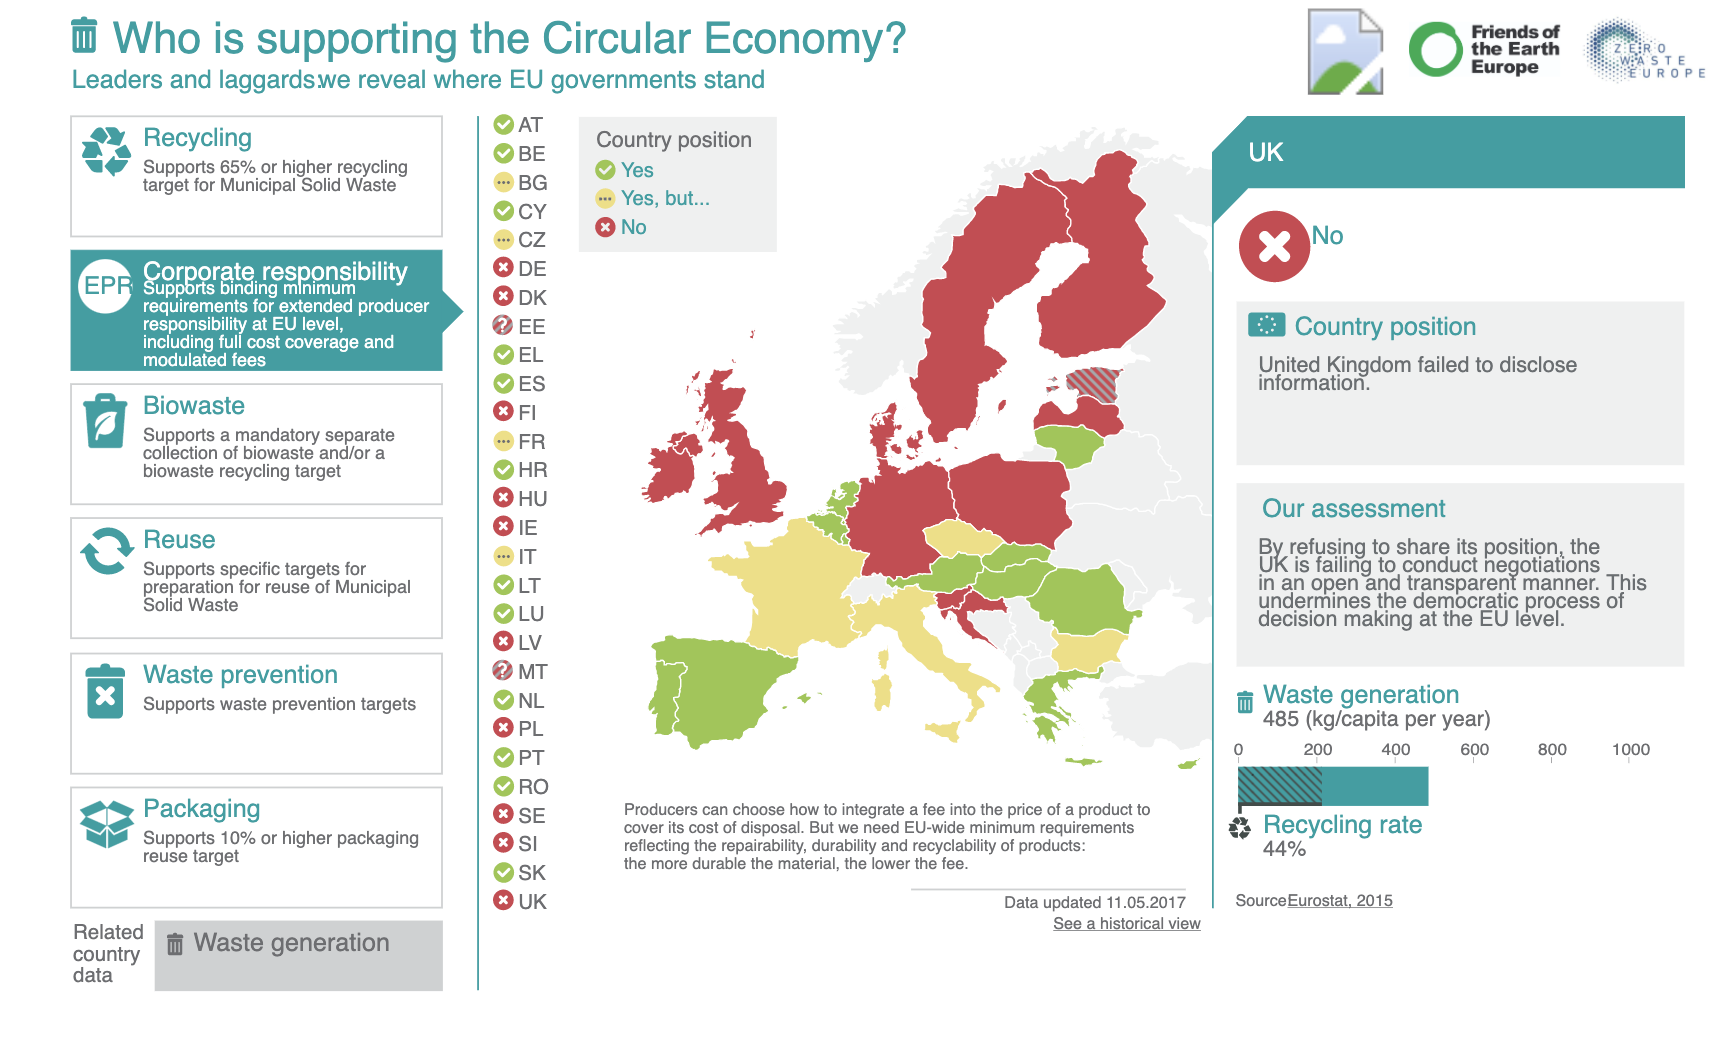 Who is supporting the Circular Economy?
Leaders and laggards:we reveal where EU governments stand
Friends of
the Earth
Europe
ZERO
WASTE
EUROPE
Recycling
Supports 65% or higher recycling
target for Municipal Solid Waste
EPR
Corporate responsibility
Supports binding minimum
requirements for extended producer
responsibility at EU level,
including full cost coverage and
modulated fees
Biowaste
Supports a mandatory separate
collection of biowaste and/or a
biowaste recycling target
Reuse
Supports specific targets for
preparation for reuse of Municipal
Solid Waste
Waste prevention
Supports waste prevention targets
Packaging
Supports 10% or higher packaging
reuse target
Related
country
data
Waste generation
AT
BE
BG
CY
CZ
DE
DK
? EE
EL
ES
FI
FR
HR
HU
IE
IT
LT
LU
LV
? MT
NL
PL
PT
RO
SE
SI
SK
UK
Country position
Yes
Yes, but...
No
Producers can choose how to integrate a fee into the price of a product to
cover its cost of disposal. But we need EU-wide minimum requirements
reflecting the repairability, durability and recyclability of products:
the more durable the material, the lower the fee.
Data updated 11.05.2017
See a historical view
UK
No
Country position
United Kingdom failed to disclose
information.
Our assessment
By refusing to share its position, the
UK is failing to conduct negotiations
in an open and transparent manner. This
undermines the democratic process of
decision making at the EU level.
Waste generation
485 (kg/capita per year)
0 200 400 600 800 1000
Recycling rate
44%
SourceEurostat, 2015